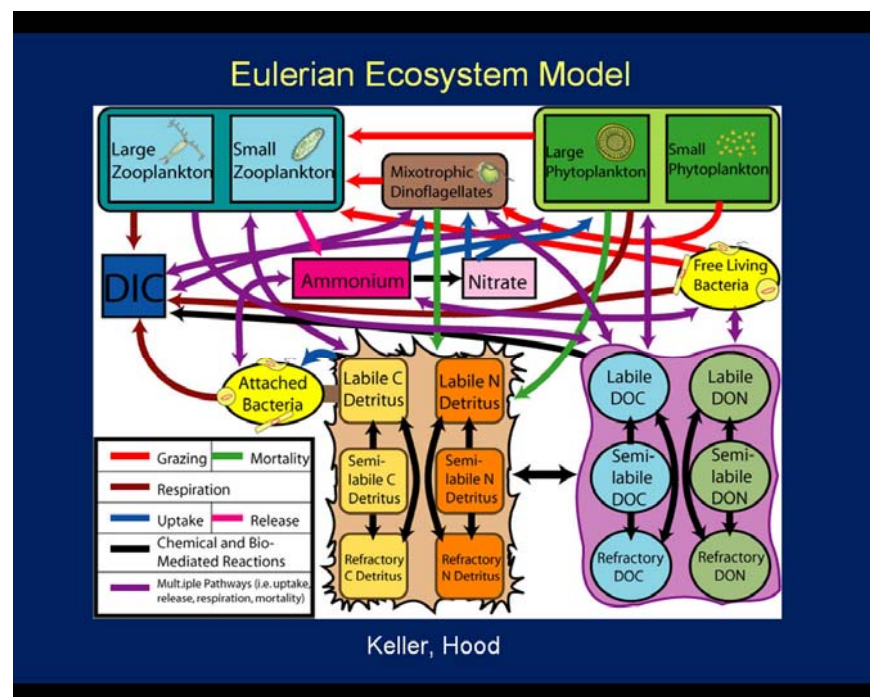 Eulerian Ecosystem Model
Large
Zooplankton
Small
Zooplankton
Mixotrophic
Dinoflagellates
Large
Phytoplankton
Small
Phytoplankton
DIC
Ammonium
Nitrate
Free Living
Bacteria
Attached
Bacteria
Labile C
Detritus
Labile N
Detritus
Semi-
labile C
Detritus
Semi-
labile N
Detritus
Refractory
C Detritus
Refractory
N Detritus
Labile
DOC
Labile
DON
Semi-
labile
DOC
Semi-
labile
DON
Refractory
DOC
Refractory
DON
Grazing
Mortality
Respiration
Uptake
Release
Chemical and Bio-
Mediated Reactions
Mult.iple Pathways (i.e. uptake,
release, respiration, mortality)
Keller, Hood